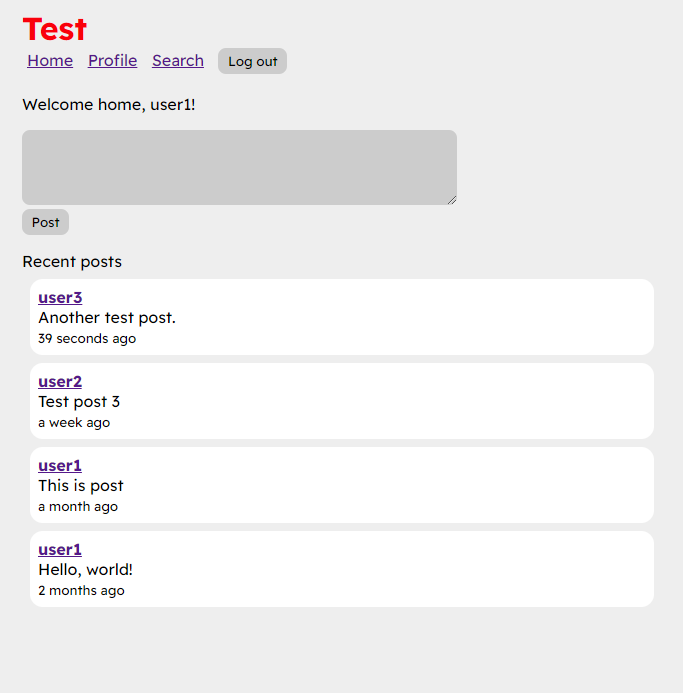 Test
Home Profile Search Log out
Welcome home, user1!
Post
Recent posts
user3
Another test post.
39 seconds ago
user2
Test post 3
a week ago
user1
This is post
a month ago
user1
Hello, world!
2 months ago